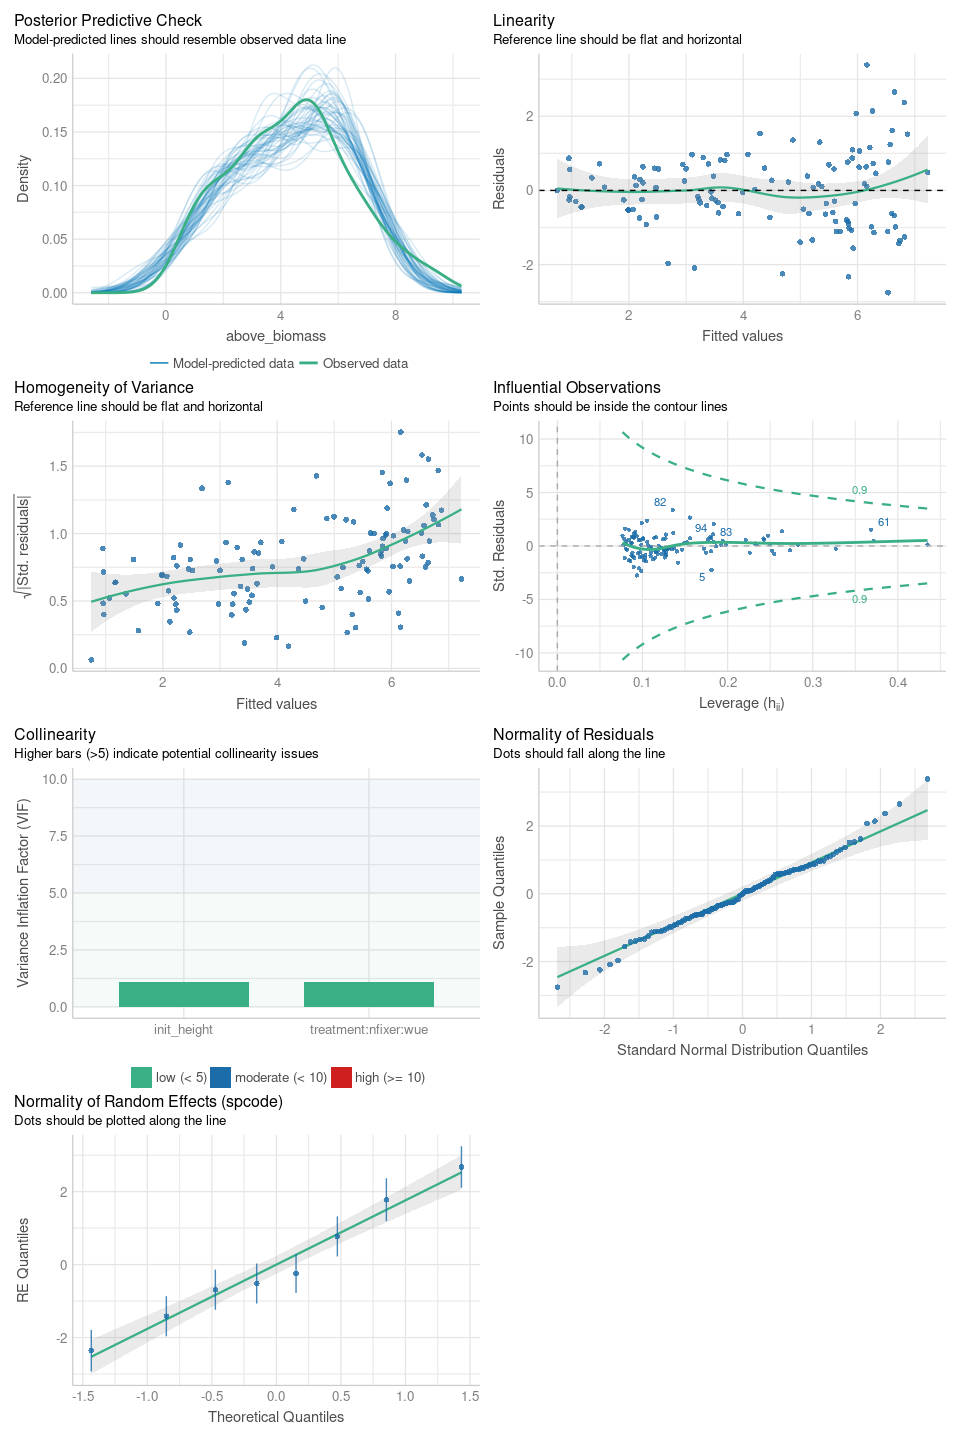 Posterior Predictive Check
Model-predicted lines should resemble observed data line
0.20
0.15
0.10
0.05
0.00
Density
0
4
8
above_biomass
Model-predicted data
Observed data
Linearity
Reference line should be flat and horizontal
2
0
-2
Residuals
2
4
6
Fitted values
Homogeneity of Variance
Reference line should be flat and horizontal
1.5
1.0
0.5
0.0
√|Std. residuals|
2
4
6
Fitted values
Influential Observations
Points should be inside the contour lines
10
5
0
-5
-10
Std. Residuals
0.9
82
61
94
83
5
0.9
0.0
0.1
0.2
0.3
0.4
Leverage (hii)
Collinearity
Higher bars (>5) indicate potential collinearity issues
10.0
7.5
5.0
2.5
0.0
Variance Inflation Factor (VIF)
init_height
treatment:nfixer:wue
low (< 5)
moderate (< 10)
high (>= 10)
Normality of Residuals
Dots should fall along the line
2
0
-2
Sample Quantiles
-2
-1
0
1
2
Standard Normal Distribution Quantiles
Normality of Random Effects (spcode)
Dots should be plotted along the line
2
0
-2
RE Quantiles
-1.5
-1.0
-0.5
0.0
0.5
1.0
1.5
Theoretical Quantiles